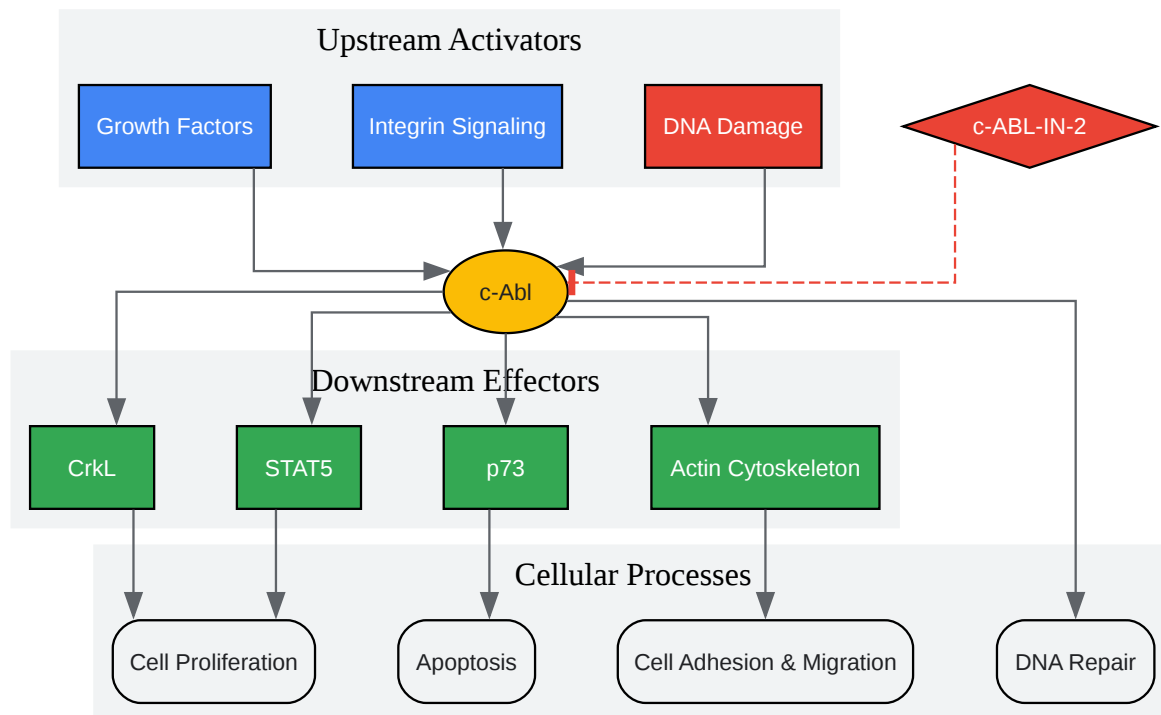 Upstream Activators
Growth Factors
Integrin Signaling
DNA Damage
c-ABL-IN-2
c-Abl
Downstream Effectors
CrkL
STAT5
p73
Actin Cytoskeleton
Cellular Processes
Cell Proliferation
Apoptosis
Cell Adhesion & Migration
DNA Repair